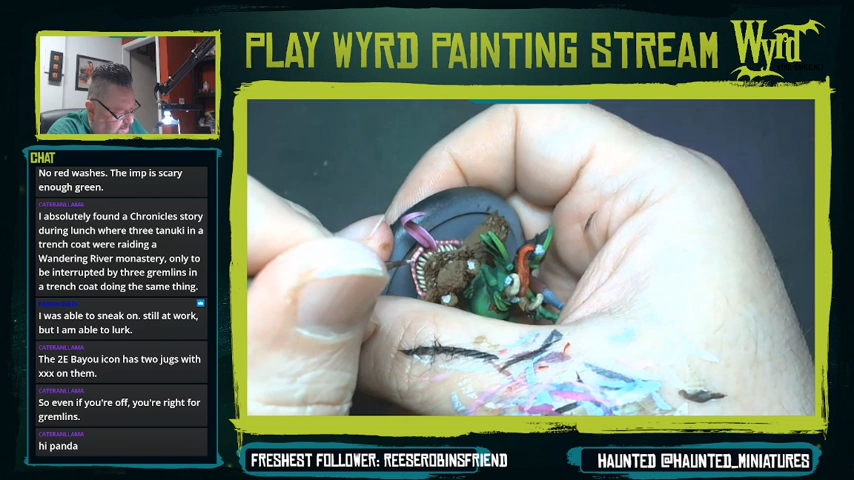 PLAY WYRD PAINTING STREAM
Wyrd
CHAT
No red washes. The imp is scary
enough green.
CATERANLLAMA
I absolutely found a Chronicles story
during lunch where three tanuki in a
trench coat were raiding a
Wandering River monastery, only to
be interrupted by three gremlins in
a trench coat doing the same thing.
I was able to sneak on. still at work,
but I am able to lurk.
CATERANLLAMA
The 2E Bayou icon has two jugs with
xxx on them.
CATERANLLAMA
So even if you're off, you're right for
gremlins.
CATERANLLAMA
hi panda
FRESHEST FOLLOWER: REESEROBINSFRIEND
HAUNTED @HAUNTED_MINIATURES